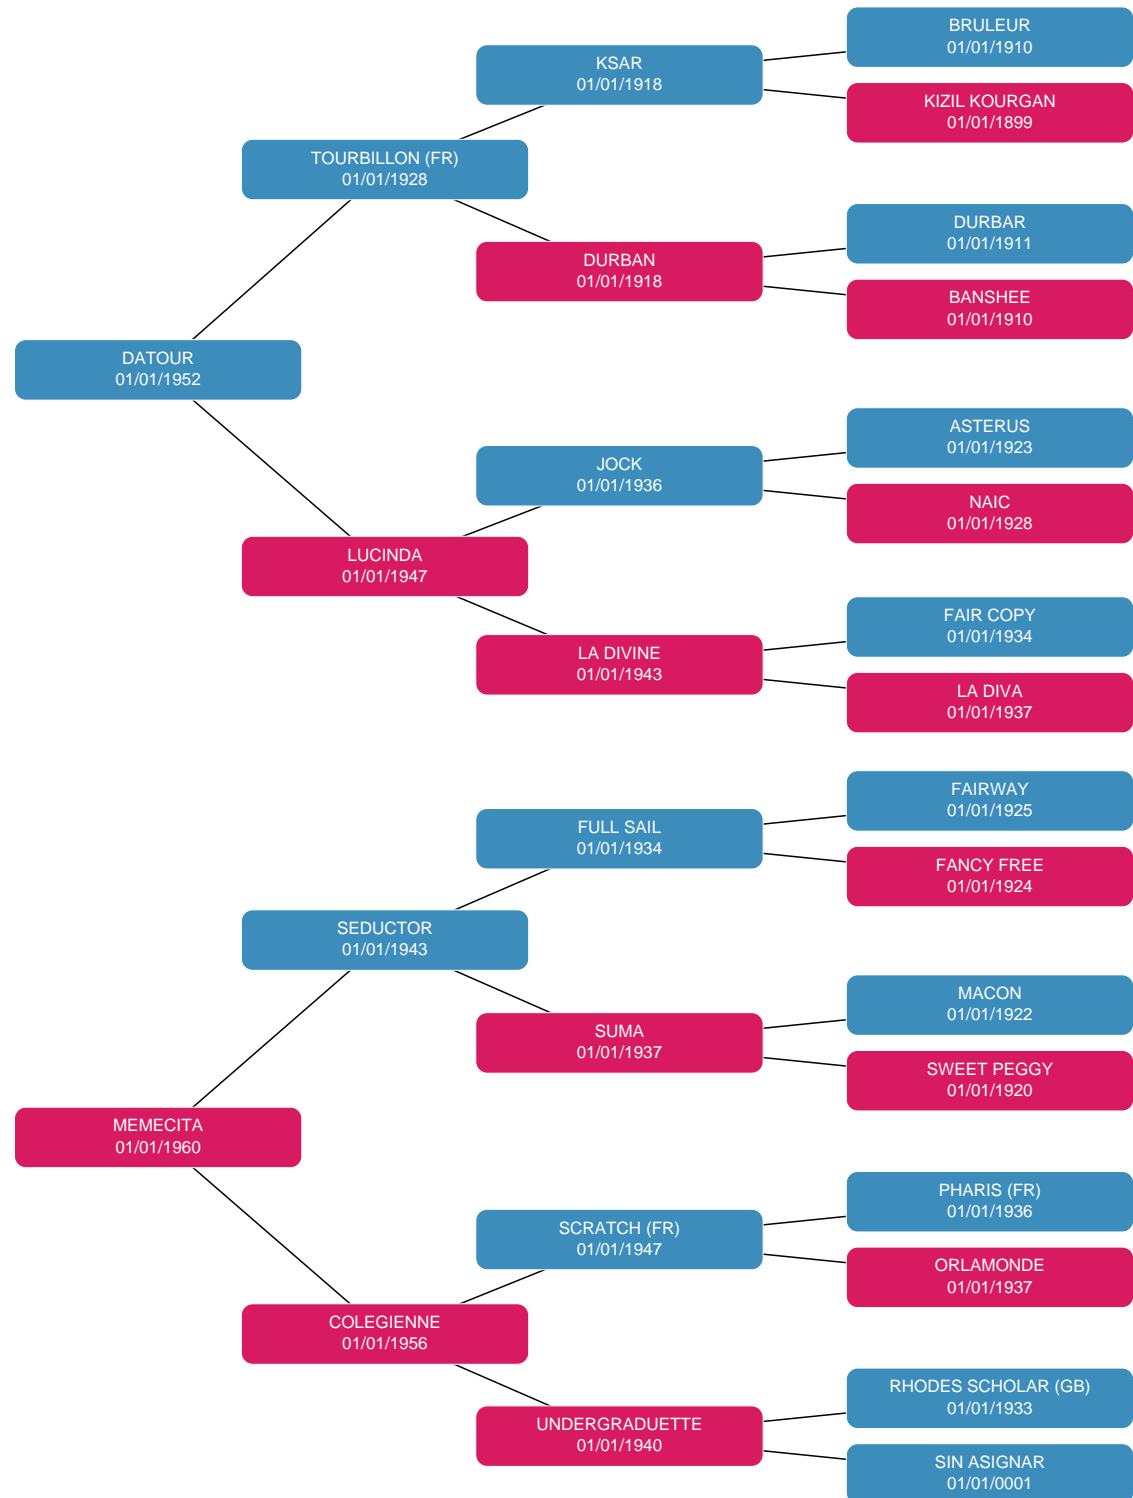 BRULEUR
01/01/1910
KSAR
01/01/1918
KIZIL KOURGAN
01/01/1899
TOURBILLON (FR)
01/01/1928
DURBAR
01/01/1911
DURBAN
01/01/1918
BANSHEE
01/01/1910
DATOUR
01/01/1952
ASTERUS
01/01/1923
JOCK
01/01/1936
NAIC
01/01/1928
LUCINDA
01/01/1947
FAIR COPY
01/01/1934
LA DIVINE
01/01/1943
LA DIVA
01/01/1937
FAIRWAY
01/01/1925
FULL SAIL
01/01/1934
FANCY FREE
01/01/1924
SEDUCTOR
01/01/1943
MACON
01/01/1922
SUMA
01/01/1937
SWEET PEGGY
01/01/1920
MEMECITA
01/01/1960
PHARIS (FR)
01/01/1936
SCRATCH (FR)
01/01/1947
ORLAMONDE
01/01/1937
COLEGIENNE
01/01/1956
RHODES SCHOLAR (GB)
01/01/1933
UNDERGRADUETTE
01/01/1940
SIN ASIGNAR
01/01/0001